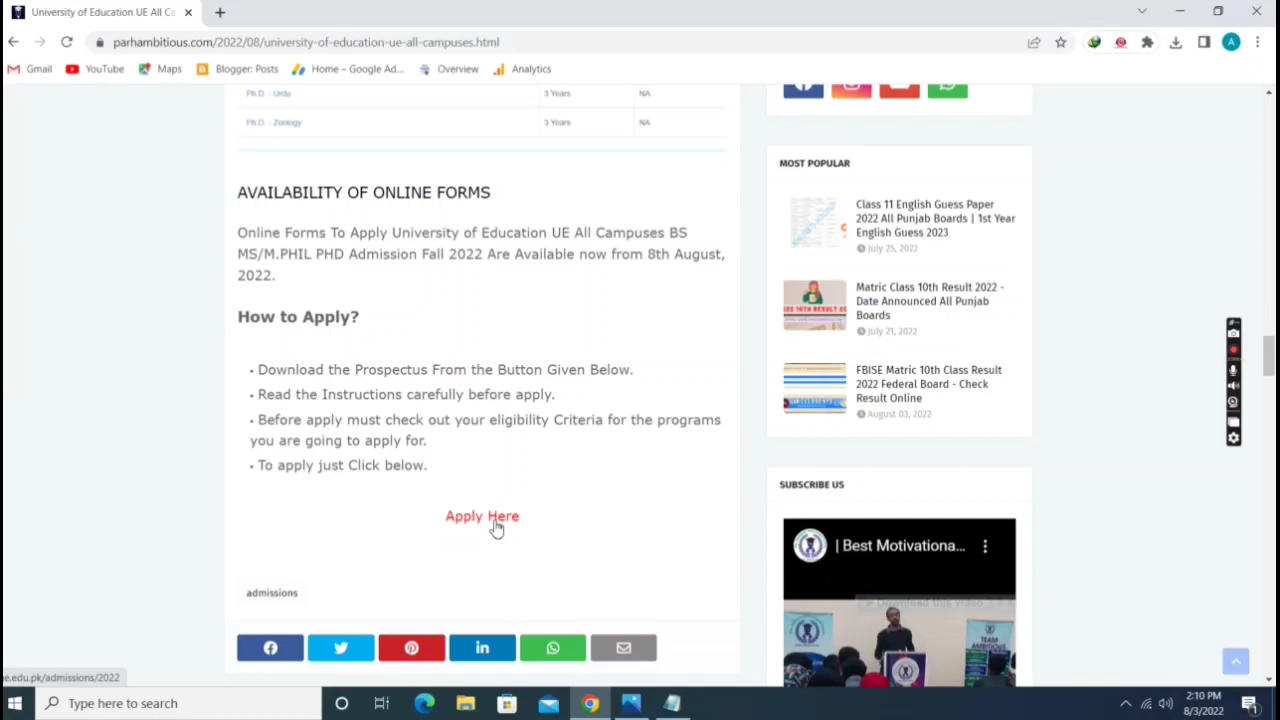 University of Education UE All Ca
parhambitious.com/2022/08/university-of-education-ue-all-campuses.html
A
Gmail
YouTube
Maps
Blogger: Posts
Home – Google Ad...
Overview
Analytics
Ph.D. - Urdu 3 Years NA
Ph.D. - Zoology 3 Years NA
AVAILABILITY OF ONLINE FORMS
Online Forms To Apply University of Education UE All Campuses BS
MS/M.PHIL PHD Admission Fall 2022 Are Available now from 8th August,
2022.
How to Apply?
• Download the Prospectus From the Button Given Below.
• Read the Instructions carefully before apply.
• Before apply must check out your eligibility Criteria for the programs
you are going to apply for.
• To apply just Click below.
Apply Here
admissions
MOST POPULAR
Class 11 English Guess Paper
2022 All Punjab Boards | 1st Year
English Guess 2023
July 25, 2022
Matric Class 10th Result 2022 -
Date Announced All Punjab
Boards
July 21, 2022
FBISE Matric 10th Class Result
2022 Federal Board - Check
Result Online
August 03, 2022
SUBSCRIBE US
| Best Motivationa...
Download this video
TEAM
AMBITIOUS
ue.edu.pk/admissions/2022
Type here to search
2:10 PM
8/3/2022
1